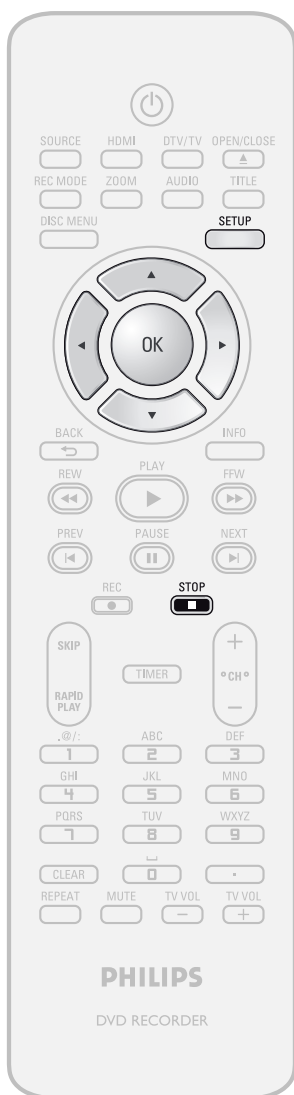 SOURCE HDMI DTV/TV OPEN/CLOSE
REC MODE ZOOM AUDIO TITLE
DISC MENU SETUP
OK
BACK INFO
REW PLAY FFW
PREV PAUSE NEXT
REC STOP
SKIP +
TIMER CH
RAPID
PLAY −
.@/: ABC DEF
1 2 3
GHI JKL MNO
4 5 6
PQRS TUV WXYZ
7 8 9
CLEAR 0 .
REPEAT MUTE TV VOL TV VOL
− +
PHILIPS
DVD RECORDER